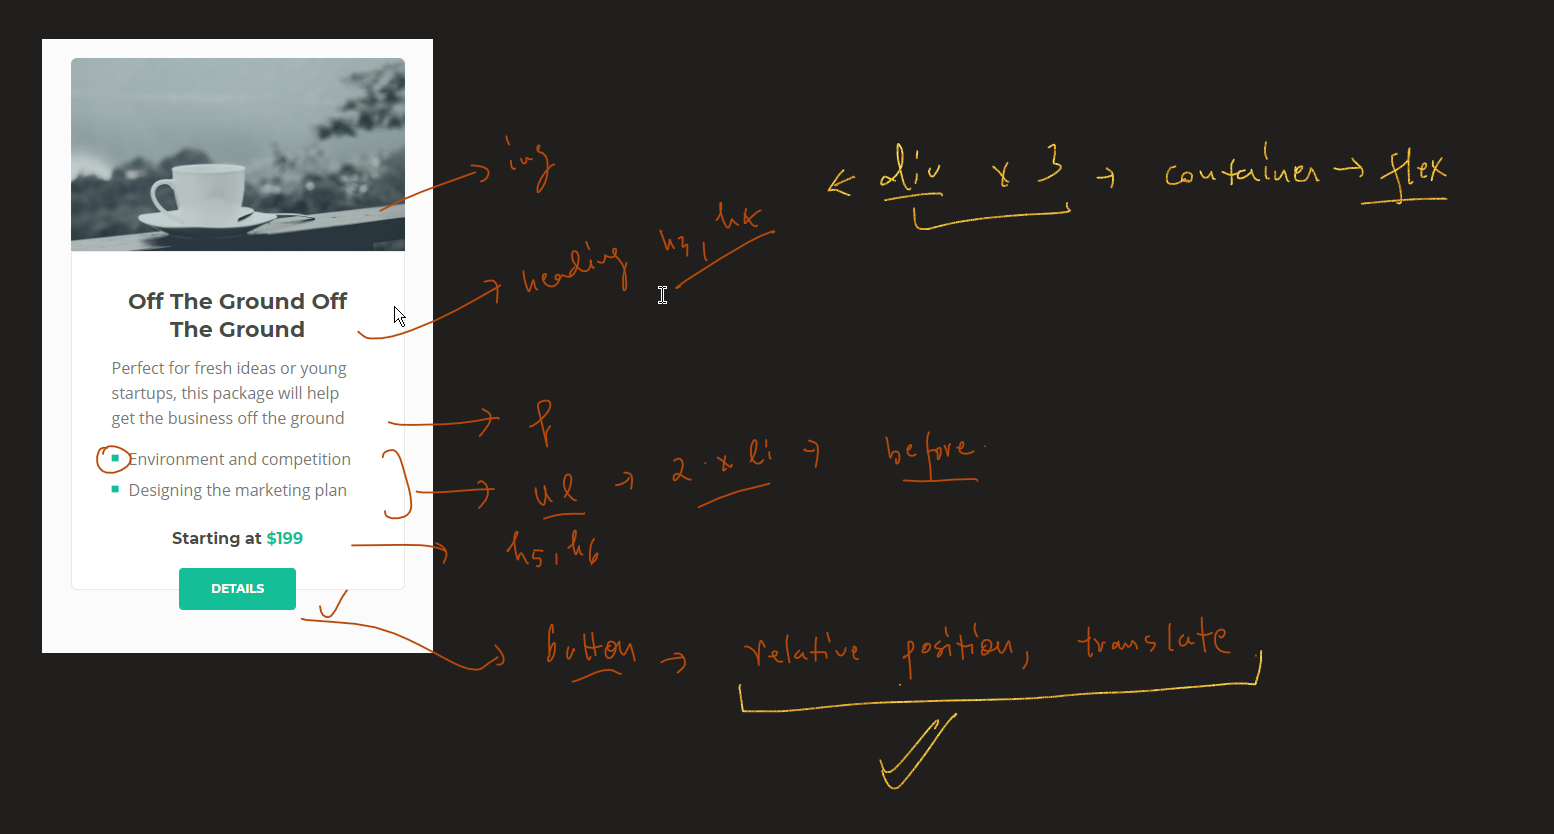 img
← div x 3 → container → flex
heading h3, h4
Off The Ground Off
The Ground
Perfect for fresh ideas or young
startups, this package will help
get the business off the ground
p
Environment and competition
Designing the marketing plan
ul → 2 x li → before.
Starting at $199
h5, h6
DETAILS
button → relative position, translate